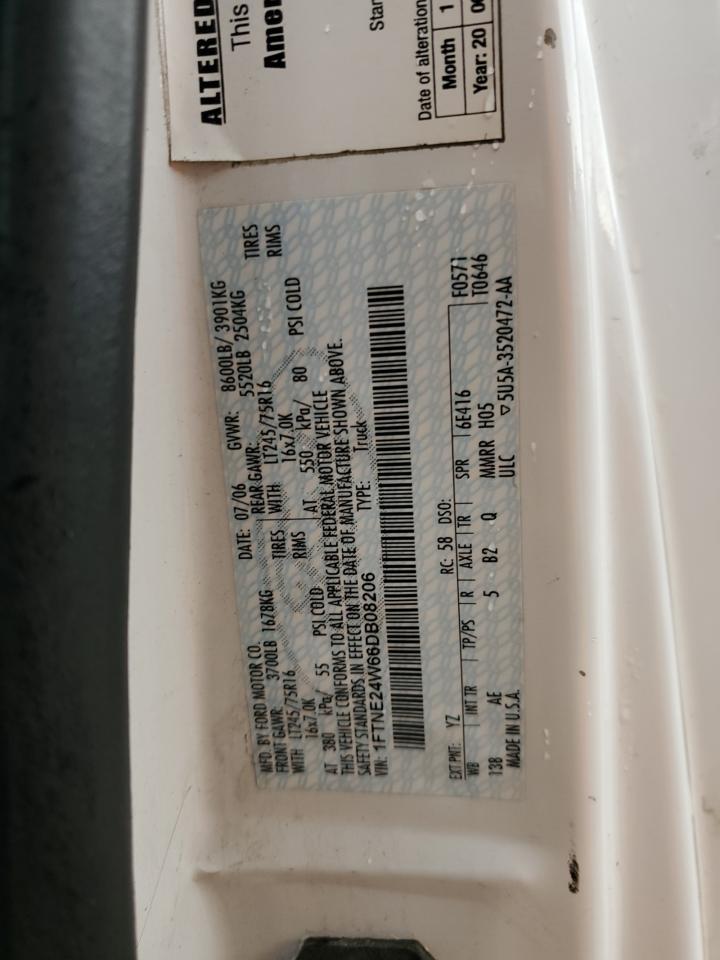 ALTERED
This
Amer
Star
Date of alteration
Month 1
Year: 20 0
MFD. BY FORD MOTOR CO.
DATE: 07/06 GVWR: 8600LB/ 3901KG
FRONT GAWR: 3700LB 1678KG REAR GAWR: 5520LB 2504KG
WITH LT245/75R16 TIRES WITH LT245/75R16 TIRES
16x7.0K RIMS 16x7.0K RIMS
AT 380 kPa/ 55 PSI COLD AT 550 kPa/ 80 PSI COLD
THIS VEHICLE CONFORMS TO ALL APPLICABLE FEDERAL MOTOR VEHICLE
SAFETY STANDARDS IN EFFECT ON THE DATE OF MANUFACTURE SHOWN ABOVE.
VIN: 1FTNE24W66DB08206 TYPE: Truck
EXT PNT: YZ RC: 58 DSO: F0571
WB INT TR TP/PS R AXLE TR SPR 6E416 T0646
138 AE 5 B2 Q MMRR H05
MADE IN U.S.A. ULC ▽5U5A-3520472-AA